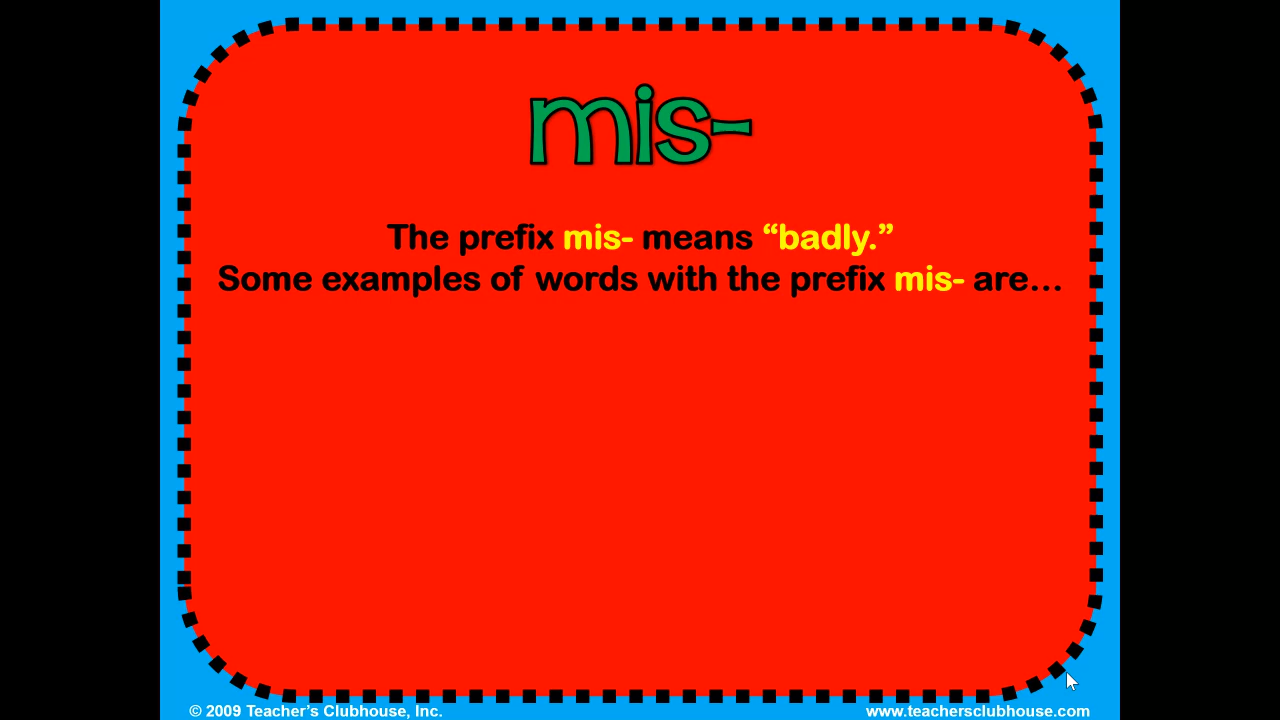 mis-
The prefix mis- means “badly.”
Some examples of words with the prefix mis- are...
© 2009 Teacher’s Clubhouse, Inc.
www.teachersclubhouse.com